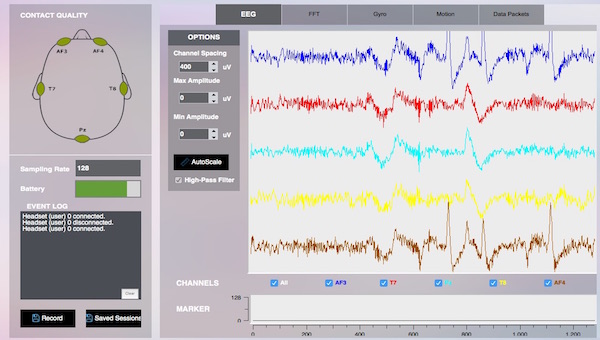 CONTACT QUALITY
AF3 AF4
T7 T8
Pz
Sampling Rate 128
Battery
EVENT LOG
Headset (user) 0 connected.
Headset (user) 0 disconnected.
Headset (user) 0 connected.
Clear
Record Saved Sessions
EEG FFT Gyro Motion Data Packets
OPTIONS
Channel Spacing
400 uV
Max Amplitude
0 uV
Min Amplitude
0 uV
AutoScale
High-Pass Filter
CHANNELS All AF3 T7 T8 AF4
MARKER
128
0
0 200 400 600 800 1 000 1 200